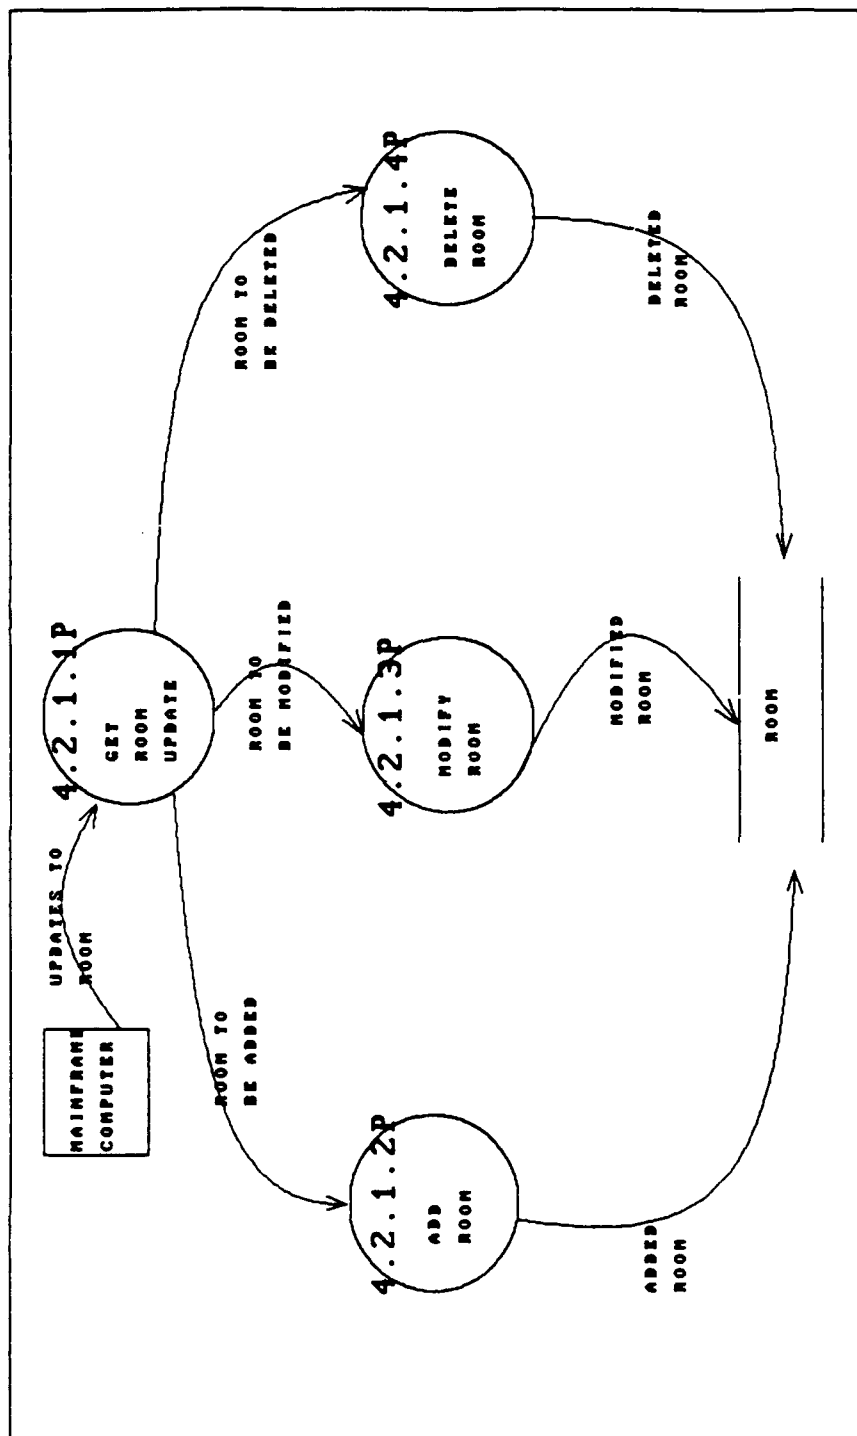 MAINFRAME
COMPUTER
UPDATES TO
ROOM
4.2.1.1P
GET
ROOM
UPDATE
ROOM TO
BE ADDED
ROOM TO
BE MODIFIED
ROOM TO
BE DELETED
4.2.1.2P
ADD
ROOM
4.2.1.3P
MODIFY
ROOM
4.2.1.4P
DELETE
ROOM
ADDED
ROOM
MODIFIED
ROOM
DELETED
ROOM
ROOM